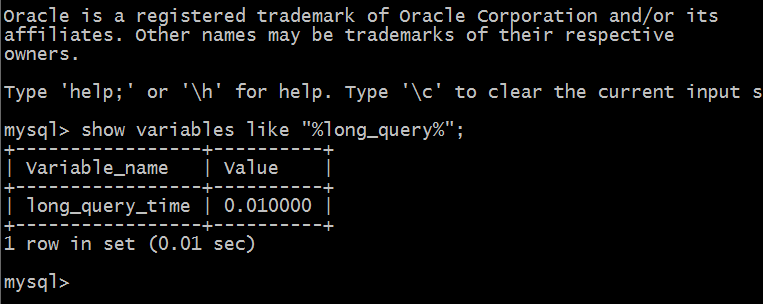 Oracle is a registered trademark of Oracle Corporation and/or its
affiliates. Other names may be trademarks of their respective
owners.
Type 'help;' or '\h' for help. Type '\c' to clear the current input s
mysql> show variables like "%long_query%";
+-----------------+----------+
| Variable_name   | Value    |
+-----------------+----------+
| long_query_time | 0.010000 |
+-----------------+----------+
1 row in set (0.01 sec)
mysql>